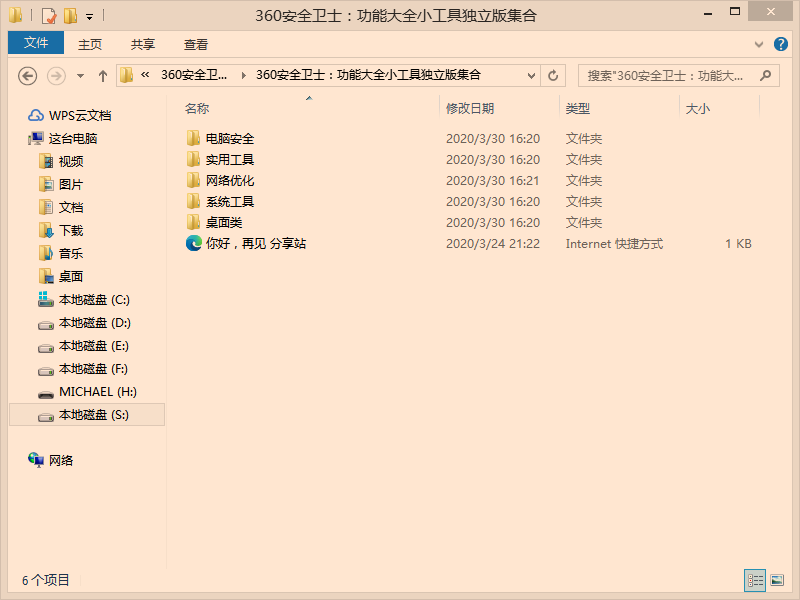 360安全卫士：功能大全小工具独立版集合
文件 主页 共享 查看
« 360安全卫... 360安全卫士：功能大全小工具独立版集合 搜索"360安全卫士：功能大...
名称 修改日期 类型 大小
WPS云文档
这台电脑
视频
图片
文档
下载
音乐
桌面
本地磁盘 (C:)
本地磁盘 (D:)
本地磁盘 (E:)
本地磁盘 (F:)
MICHAEL (H:)
本地磁盘 (S:)
网络
电脑安全 2020/3/30 16:20 文件夹
实用工具 2020/3/30 16:20 文件夹
网络优化 2020/3/30 16:21 文件夹
系统工具 2020/3/30 16:20 文件夹
桌面类 2020/3/30 16:20 文件夹
你好，再见 分享站 2020/3/24 21:22 Internet 快捷方式 1 KB
6 个项目